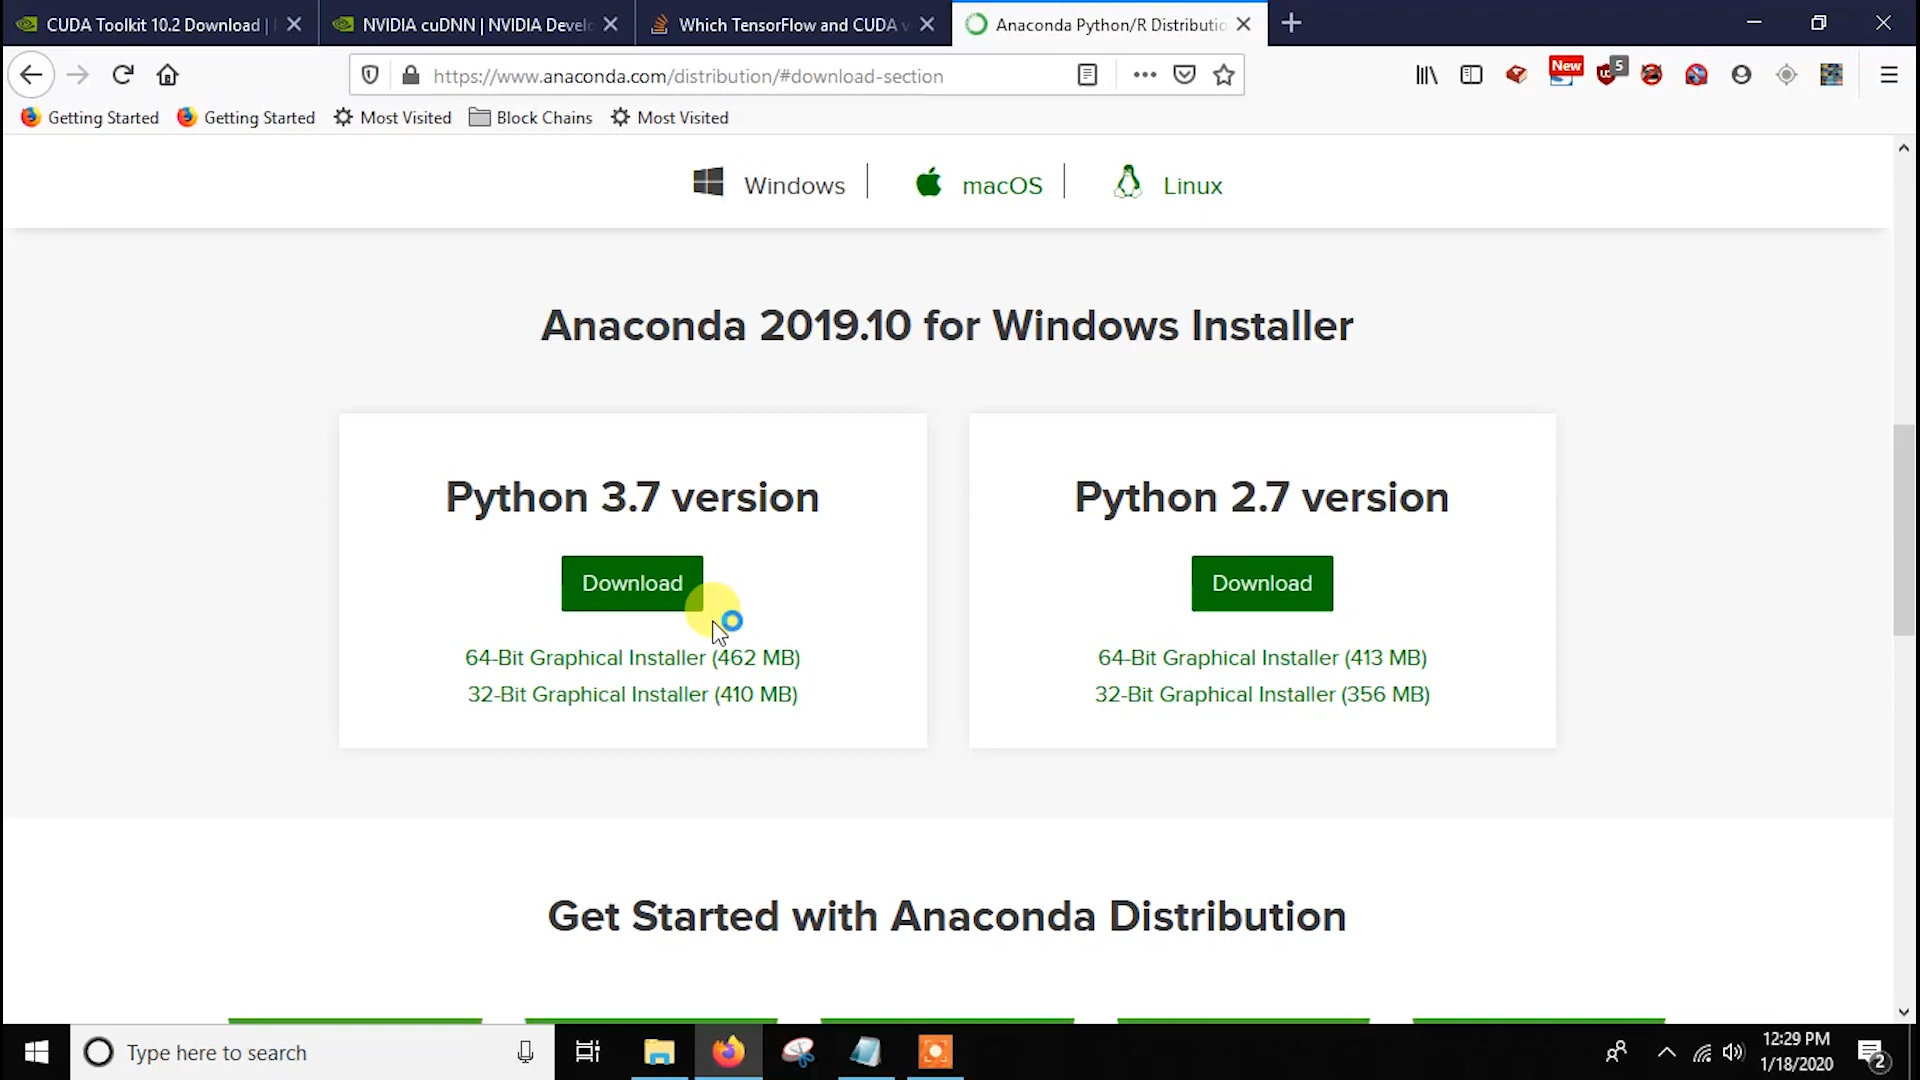 CUDA Toolkit 10.2 Download |
NVIDIA cuDNN | NVIDIA Develo
Which TensorFlow and CUDA v
Anaconda Python/R Distributio
https://www.anaconda.com/distribution/#download-section
New
5
Getting Started
Getting Started
Most Visited
Block Chains
Most Visited
Windows
macOS
Linux
Anaconda 2019.10 for Windows Installer
Python 3.7 version
Download
64-Bit Graphical Installer (462 MB)
32-Bit Graphical Installer (410 MB)
Python 2.7 version
Download
64-Bit Graphical Installer (413 MB)
32-Bit Graphical Installer (356 MB)
Get Started with Anaconda Distribution
Type here to search
12:29 PM
1/18/2020
2